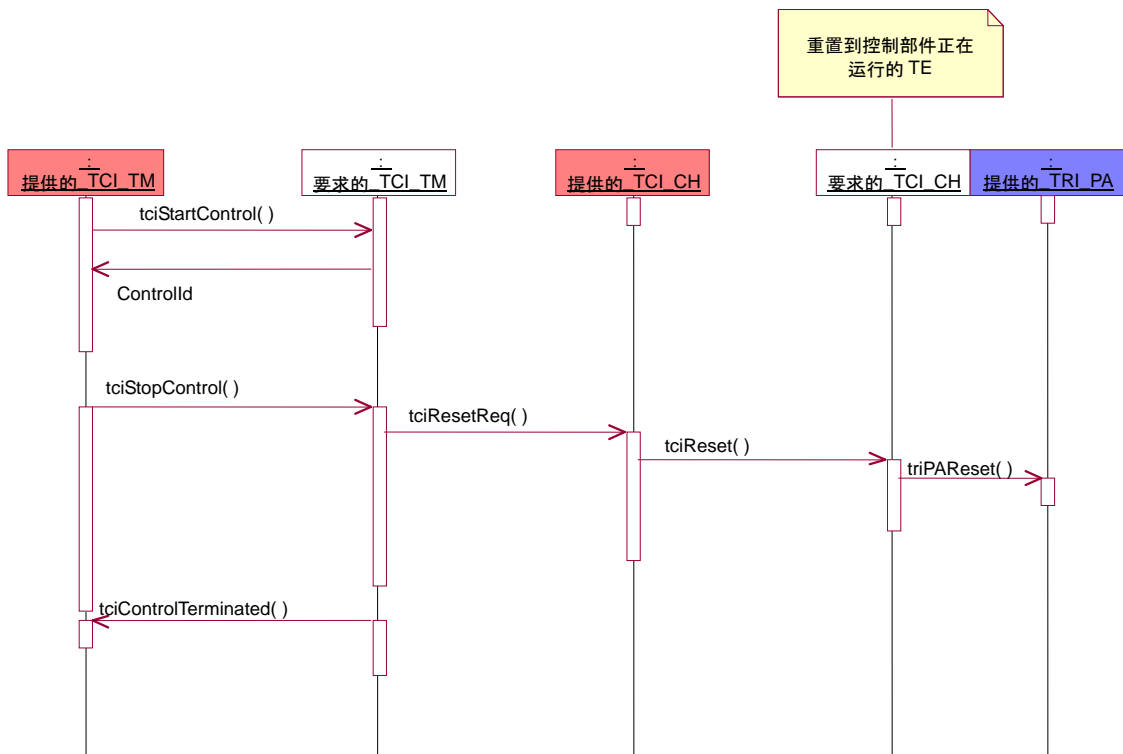 重置到控制部件正在
运行的 TE
:
提供的_TCI_TM
:
要求的_TCI_TM
:
提供的_TCI_CH
:
要求的_TCI_CH
:
提供的_TRI_PA
tciStartControl( )
ControlId
tciStopControl( )
tciResetReq( )
tciReset( )
triPAReset( )
tciControlTerminated( )